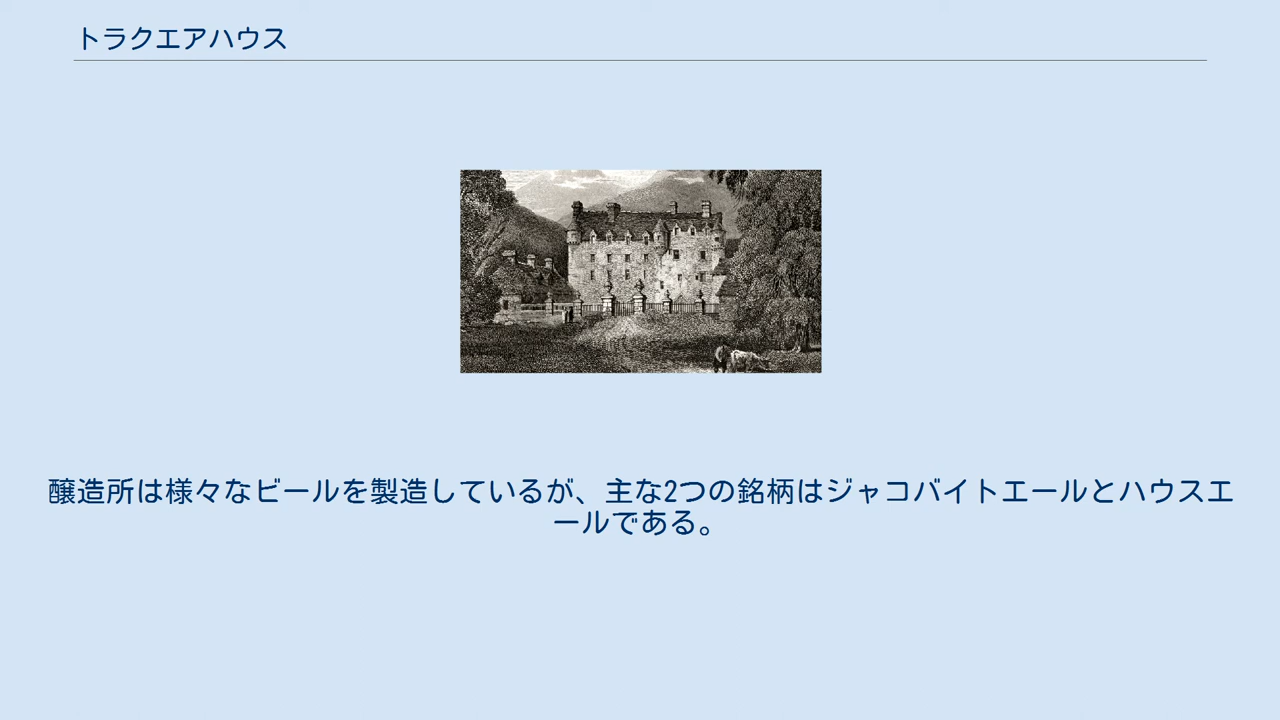 トラクエアハウス
醸造所は様々なビールを製造しているが、主な2つの銘柄はジャコバイトエールとハウスエ
ールである。